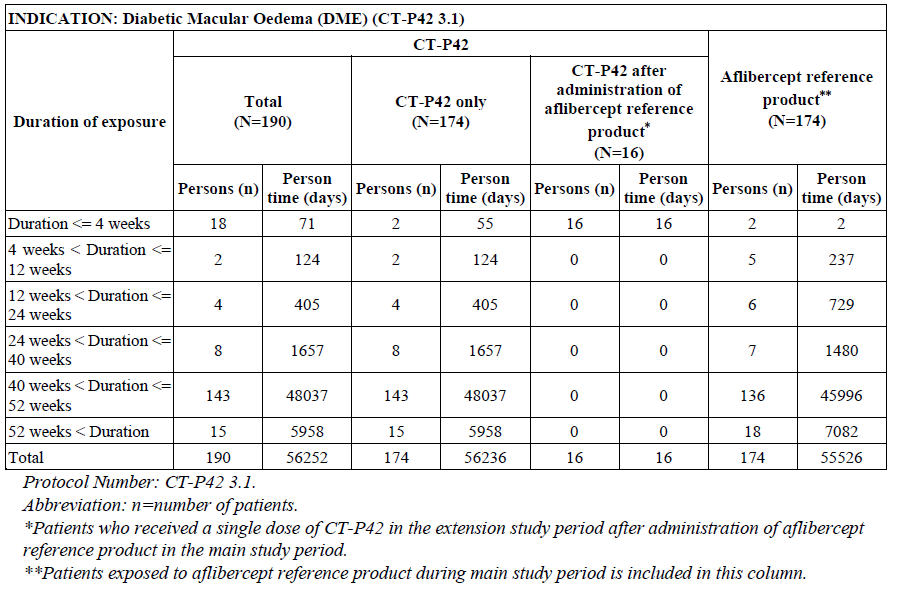 INDICATION: Diabetic Macular Oedema (DME) (CT-P42 3.1)
Duration of exposure
CT-P42
Aflibercept reference
product**
(N=174)
Total
(N=190)
CT-P42 only
(N=174)
CT-P42 after
administration of
aflibercept reference
product*
(N=16)
Persons (n) Person time (days) Persons (n) Person time (days) Persons (n) Person time (days) Persons (n) Person time (days)
Duration <= 4 weeks 18 71 2 55 16 16 2 2
4 weeks < Duration <=
12 weeks 2 124 2 124 0 0 5 237
12 weeks < Duration <=
24 weeks 4 405 4 405 0 0 6 729
24 weeks < Duration <=
40 weeks 8 1657 8 1657 0 0 7 1480
40 weeks < Duration <=
52 weeks 143 48037 143 48037 0 0 136 45996
52 weeks < Duration 15 5958 15 5958 0 0 18 7082
Total 190 56252 174 56236 16 16 174 55526
Protocol Number: CT-P42 3.1.
Abbreviation: n=number of patients.
*Patients who received a single dose of CT-P42 in the extension study period after administration of aflibercept
reference product in the main study period.
**Patients exposed to aflibercept reference product during main study period is included in this column.